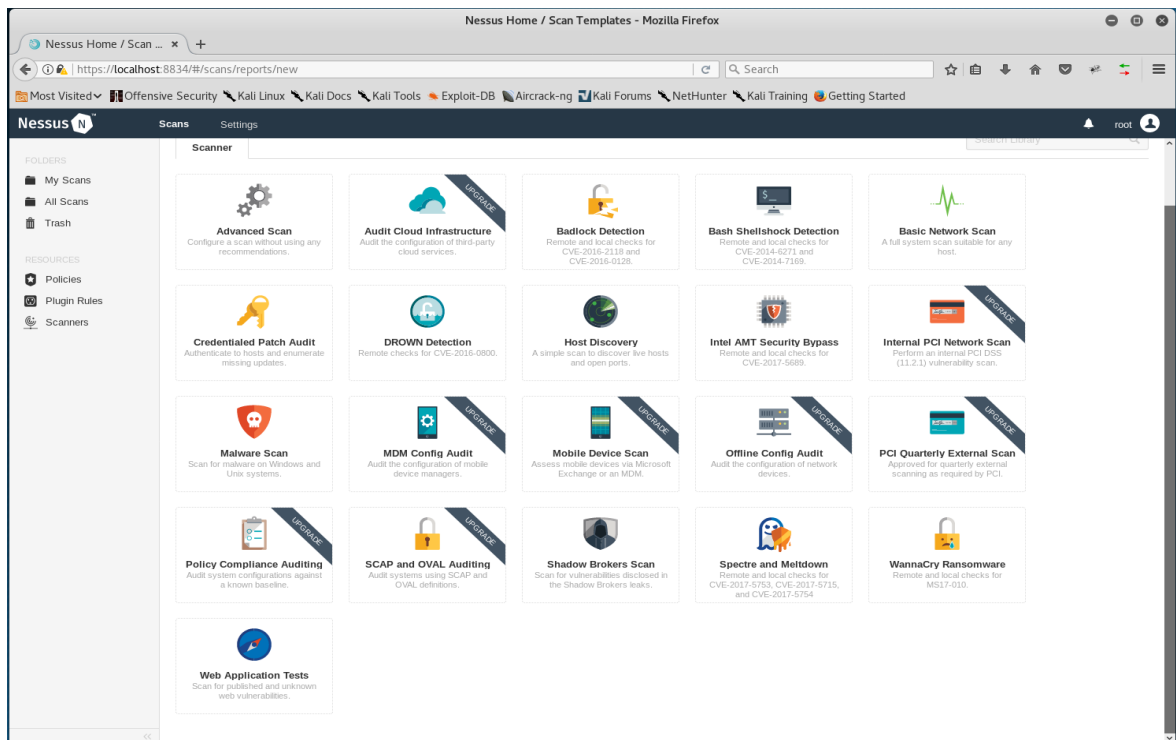 Nessus Home / Scan Templates - Mozilla Firefox
Nessus Home / Scan ... × +
https://localhost:8834/#/scans/reports/new
Search
Most Visited
Offensive Security
Kali Linux
Kali Docs
Kali Tools
Exploit-DB
Aircrack-ng
Kali Forums
NetHunter
Kali Training
Getting Started
Nessus N
Scans
Settings
root
FOLDERS
My Scans
All Scans
Trash
RESOURCES
Policies
Plugin Rules
Scanners
Scanner
Search Library
Advanced Scan
Configure a scan without using any
recommendations.
UPGRADE
Audit Cloud Infrastructure
Audit the configuration of third-party
cloud services.
Badlock Detection
Remote and local checks for
CVE-2016-2118 and
CVE-2016-0128.
$_
Bash Shellshock Detection
Remote and local checks for
CVE-2014-6271 and
CVE-2014-7169.
Basic Network Scan
A full system scan suitable for any
host.
Credentialed Patch Audit
Authenticate to hosts and enumerate
missing updates.
DROWN Detection
Remote checks for CVE-2016-0800.
Host Discovery
A simple scan to discover live hosts
and open ports.
Intel AMT Security Bypass
Remote and local checks for
CVE-2017-5689.
UPGRADE
Internal PCI Network Scan
Perform an internal PCI DSS
(11.2.1) vulnerability scan.
Malware Scan
Scan for malware on Windows and
Unix systems.
UPGRADE
MDM Config Audit
Audit the configuration of mobile
device managers.
UPGRADE
Mobile Device Scan
Assess mobile devices via Microsoft
Exchange or an MDM.
UPGRADE
Offline Config Audit
Audit the configuration of network
devices.
UPGRADE
PCI Quarterly External Scan
Approved for quarterly external
scanning as required by PCI.
UPGRADE
Policy Compliance Auditing
Audit system configurations against
a known baseline.
UPGRADE
SCAP and OVAL Auditing
Audit systems using SCAP and
OVAL definitions.
Shadow Brokers Scan
Scan for vulnerabilities disclosed in
the Shadow Brokers leaks.
Spectre and Meltdown
Remote and local checks for
CVE-2017-5753, CVE-2017-5715,
and CVE-2017-5754
WannaCry Ransomware
Remote and local checks for
MS17-010.
Web Application Tests
Scan for published and unknown
web vulnerabilities.